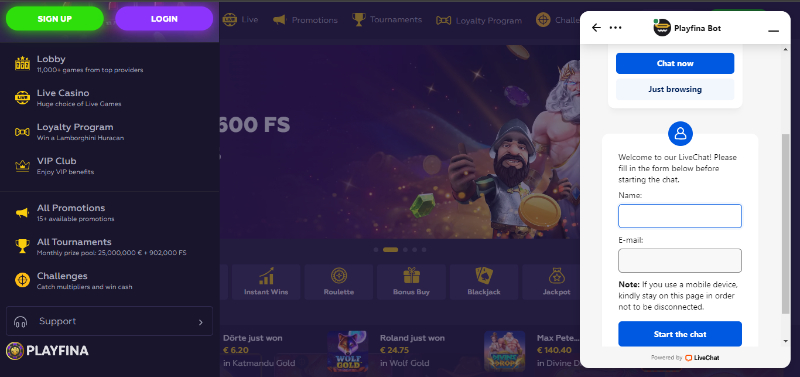 SIGN UP
LOGIN
Lobby
11,000+ games from top providers
Live Casino
Huge choice of Live Games
Loyalty Program
Win a Lamborghini Huracan
VIP Club
Enjoy VIP benefits
All Promotions
15+ available promotions
All Tournaments
Monthly prize pool: 25,000,000 € + 902,000 FS
Challenges
Catch multipliers and win cash
Support
PLAYFINA
Live
Promotions
Tournaments
Loyalty Program
Challe
600 FS
Instant Wins
Roulette
Bonus Buy
Blackjack
Jackpot
Dörte just won
€ 6.20
in Katmandu Gold
WOLF GOLD
Roland just won
€ 24.75
in Wolf Gold
DIVINE DROPS
Max Pete...
€ 140.40
in Divine D
Playfina Bot
Chat now
Just browsing
Welcome to our LiveChat! Please
fill in the form below before
starting the chat.
Name:
E-mail:
Note: If you use a mobile device,
kindly stay on this page in order
not to be disconnected.
Start the chat
Powered by LiveChat